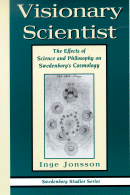 Visionary
Scientist
The Effects of
Science and Philosophy on
Swedenborg's Cosmology
Inge Jonsson
Swedenborg Studies Series